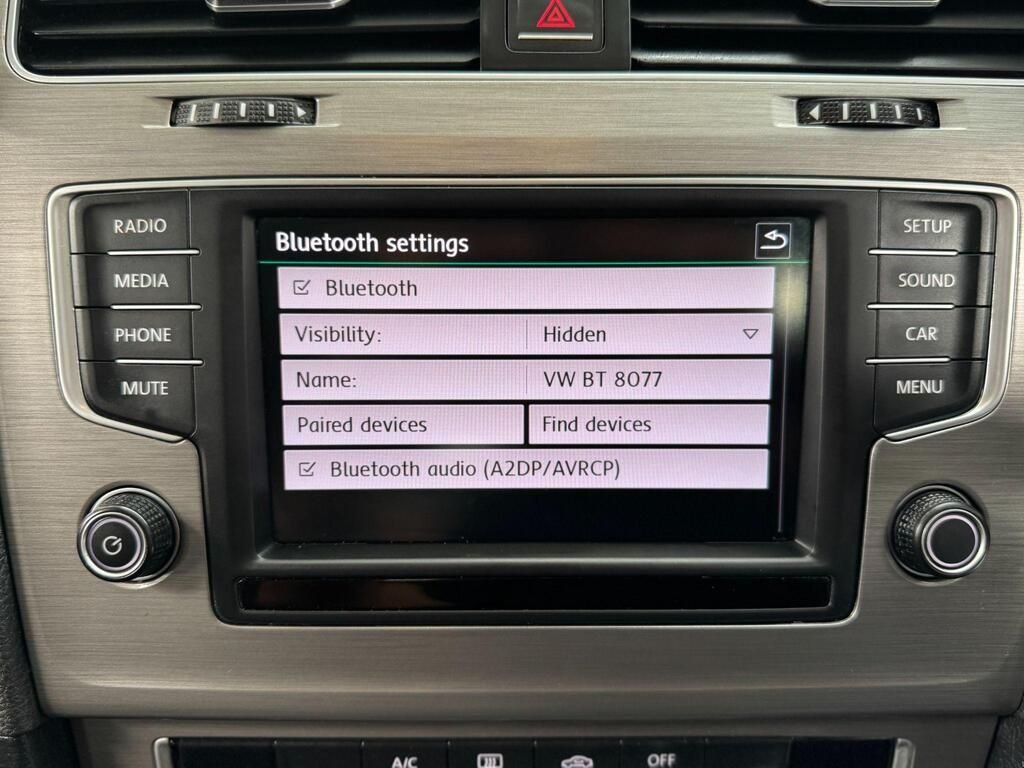 RADIO
MEDIA
PHONE
MUTE
Bluetooth settings
Bluetooth
Visibility: Hidden
Name: VW BT 8077
Paired devices Find devices
Bluetooth audio (A2DP/AVRCP)
SETUP
SOUND
CAR
MENU
A/C OFF